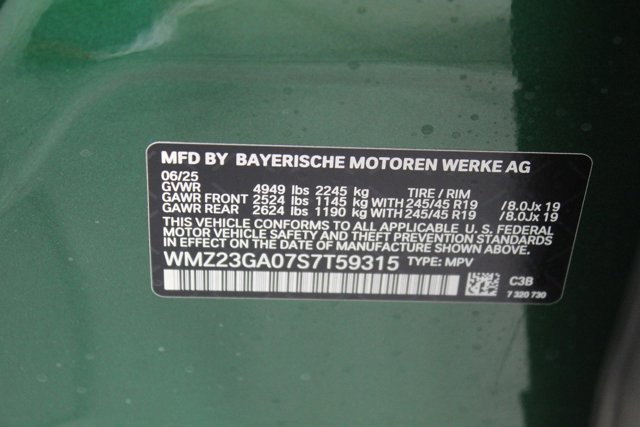 MFD BY BAYERISCHE MOTOREN WERKE AG
06/25
GVWR 4949 lbs 2245 kg TIRE / RIM
GAWR FRONT 2524 lbs 1145 kg WITH 245/45 R19 /8.0Jx 19
GAWR REAR 2624 lbs 1190 kg WITH 245/45 R19 /8.0Jx 19
THIS VEHICLE CONFORMS TO ALL APPLICABLE U. S. FEDERAL
MOTOR VEHICLE SAFETY AND THEFT PREVENTION STANDARDS IN EFFECT ON THE
DATE OF MANUFACTURE SHOWN ABOVE.
WMZ23GA07S7T59315 TYPE: MPV
C3B
7 320 730